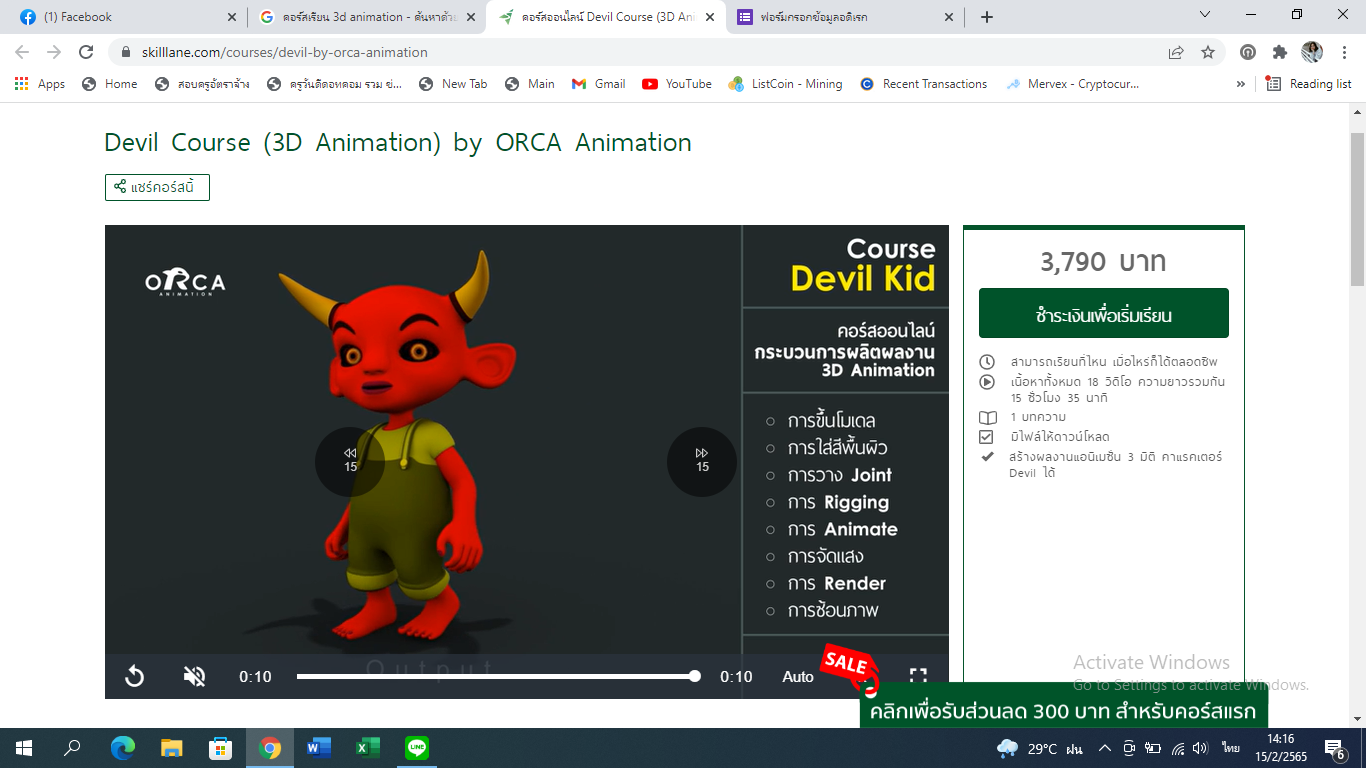 (1) Facebook
คอร์สเรียน 3d animation - ค้นหาด้วย
คอร์สออนไลน์ Devil Course (3D Ani
ฟอร์มกรอกข้อมูลอดิเรก
skilllane.com/courses/devil-by-orca-animation
Apps
Home
สอบครูอัตราจ้าง
ครูวันดีดอทคอม รวม ข่...
New Tab
Main
Gmail
YouTube
ListCoin - Mining
Recent Transactions
Mervex - Cryptocur...
»
Reading list
Devil Course (3D Animation) by ORCA Animation
แชร์คอร์สนี้
ORCA
ANIMATION
Course
Devil Kid
คอร์สออนไลน์
กระบวนการผลิตผลงาน
3D Animation
การขึ้นโมเดล
การใส่สีพื้นผิว
การวาง Joint
การ Rigging
การ Animate
การจัดแสง
การ Render
การซ้อนภาพ
15
15
Output
0:10
0:10
Auto
3,790 บาท
ชำระเงินเพื่อเริ่มเรียน
สามารถเรียนที่ไหน เมื่อไหร่ก็ได้ตลอดชีพ
เนื้อหาทั้งหมด 18 วิดีโอ ความยาวรวมกัน
15 ชั่วโมง 35 นาที
1 บทความ
มีไฟล์ให้ดาวน์โหลด
สร้างผลงานแอนิเมชัน 3 มิติ คาแรคเตอร์
Devil ได้
Activate Windows
Go to Settings to activate Windows.
SALE
คลิกเพื่อรับส่วนลด 300 บาท สำหรับคอร์สแรก
29°C ฝน
ไทย
14:16
15/2/2565
6